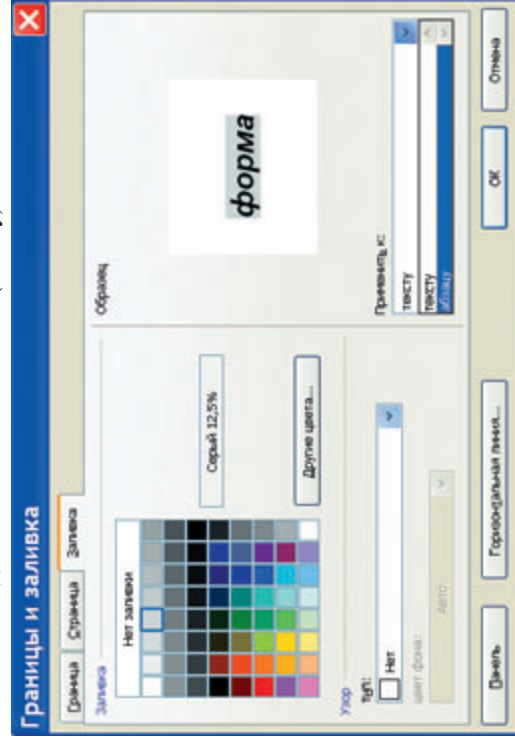 Границы и заливка
Граница
Страница
Заливка
Заливка
Нет заливки
Серый 12,5%
Другие цвета...
Узор
тип:
Нет
цвет фона:
Авто
Образец
форма
Применить к:
тексту
тексту
абзацу
Панель
Горизонтальная линия...
ОК
Отмена